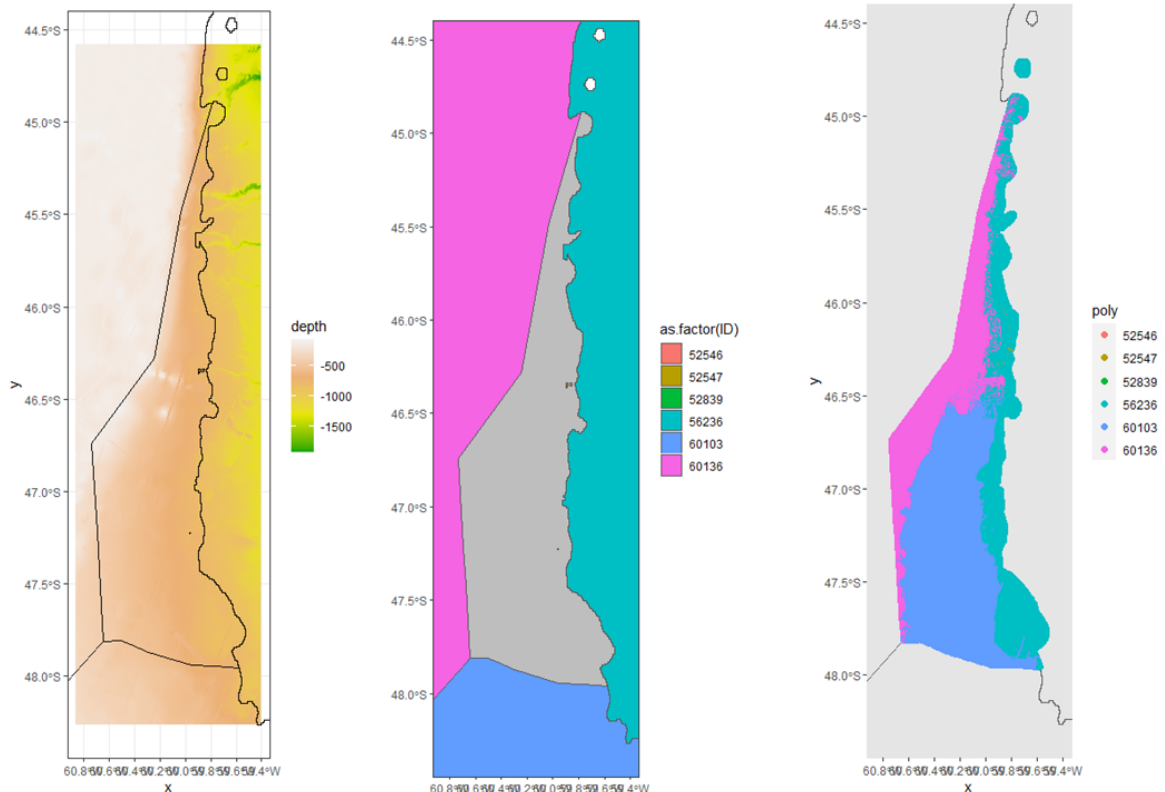 y
44.5°S
45.0°S
45.5°S
46.0°S
46.5°S
47.0°S
47.5°S
48.0°S
x
depth
-500
-1000
-1500
44.5°S
45.0°S
45.5°S
46.0°S
46.5°S
47.0°S
47.5°S
48.0°S
as.factor(ID)
52546
52547
52839
56236
60103
60136
y
44.5°S
45.0°S
45.5°S
46.0°S
46.5°S
47.0°S
47.5°S
48.0°S
x
poly
52546
52547
52839
56236
60103
60136